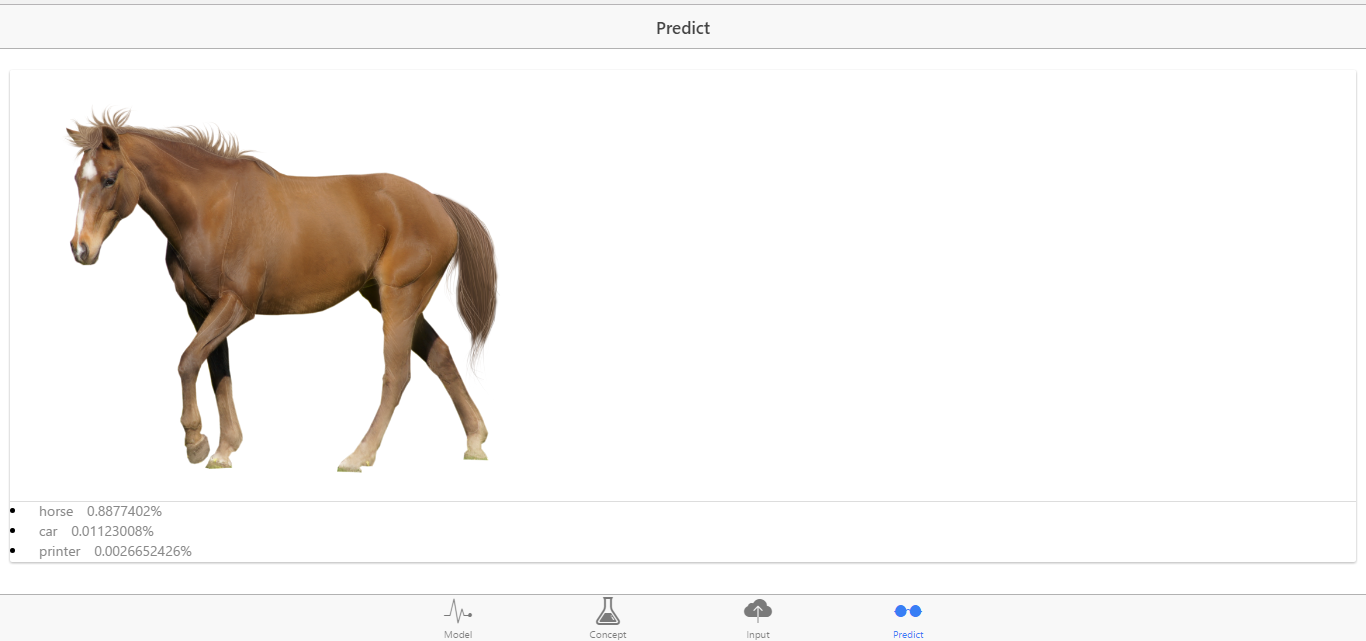 Predict
horse 0.8877402%
car 0.01123008%
printer 0.0026652426%
Model Concept Input Predict